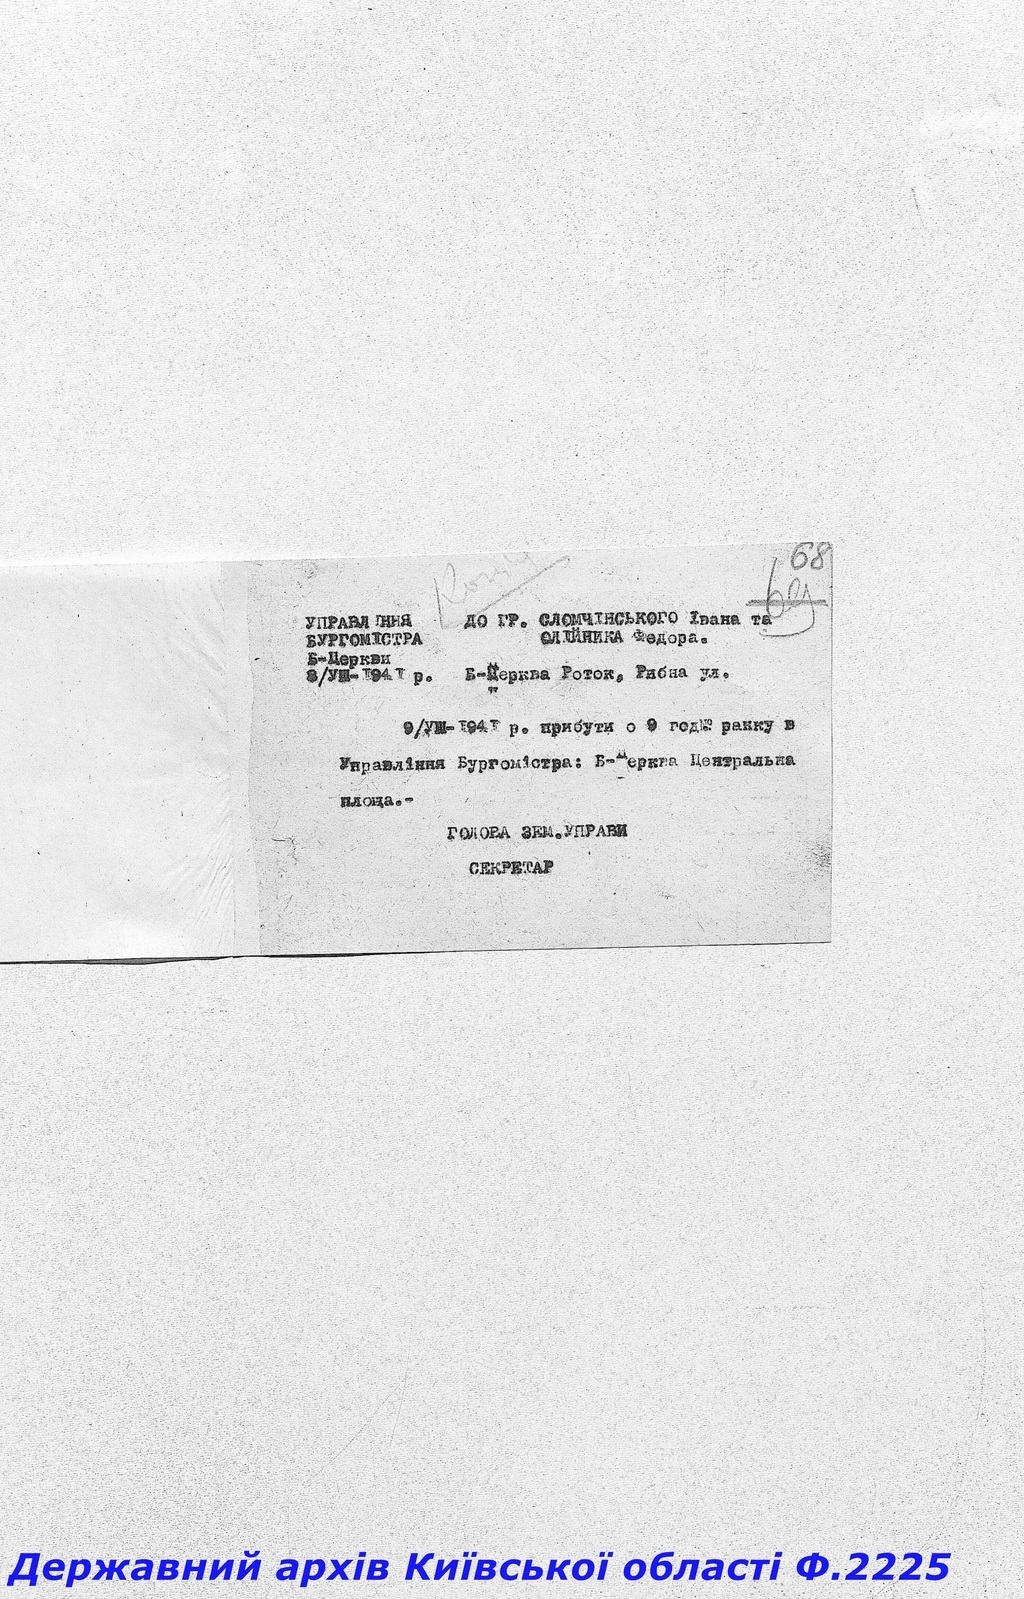 Копія
68
УПРАВЛІННЯ
БУРГОМІСТРА
Б-Церкви
8/УШ-1941 р.
ДО ГР. СЛОМЧІНСЬКОГО Івана та
ОЛІЙНИКА Федора.
Б-Церква Роток, Рибна ул.
9/УШ-1941 р. прибути о 9 год. ранку в
Управління Бургомістра: Б-Церква Центральна
площа.-
ГОЛОВА ЗЕМ.УПРАВИ
СЕКРЕТАР
Державний архів Київської області Ф.2225